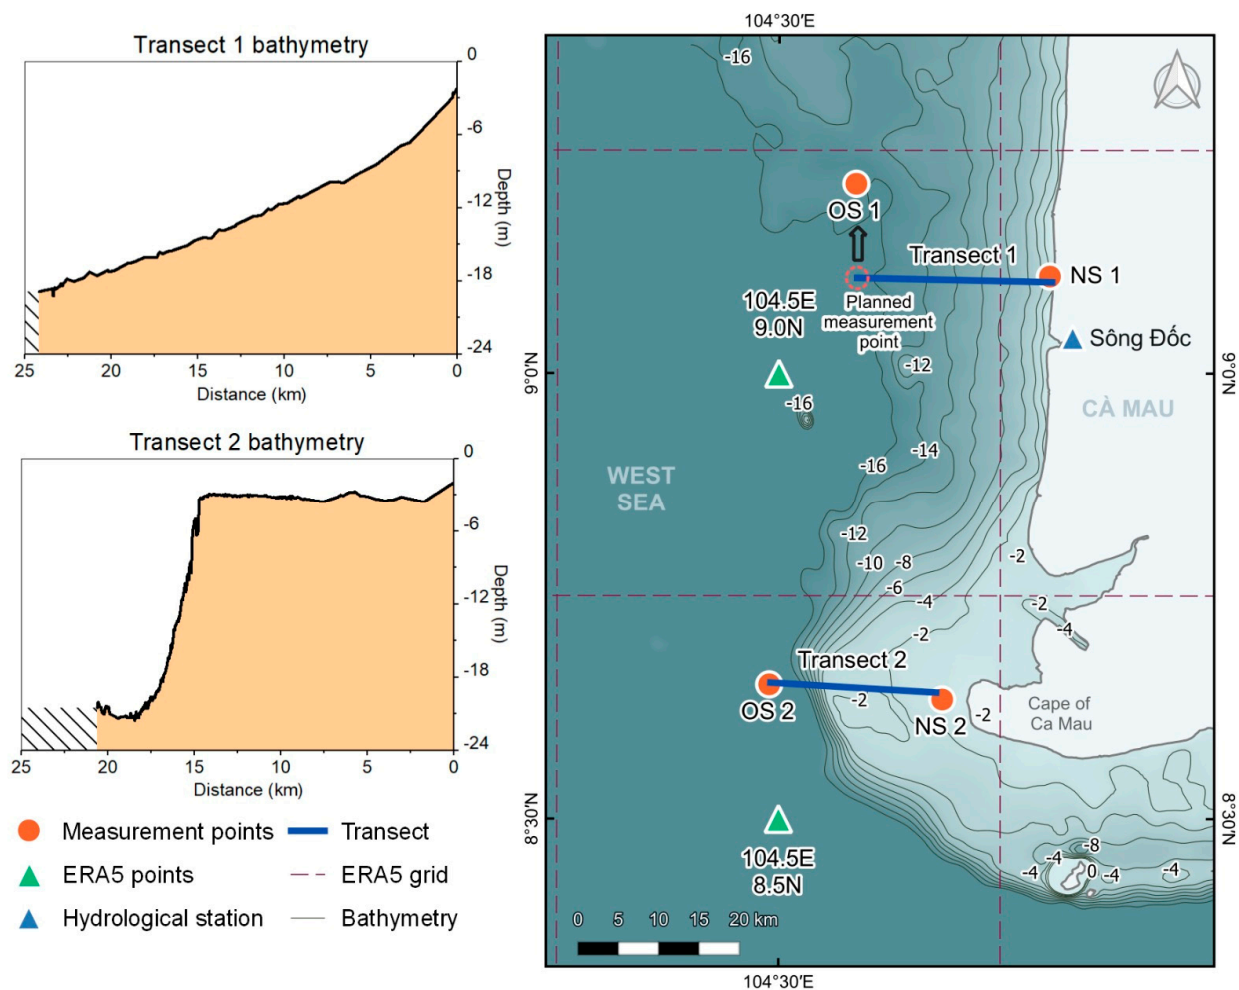 Transect 1 bathymetry
0
-6
-12
-18
-24
Depth (m)
25
20
15
10
5
0
Distance (km)
Transect 2 bathymetry
0
-6
-12
-18
-24
Depth (m)
25
20
15
10
5
0
Distance (km)
Measurement points
Transect
ERA5 points
ERA5 grid
Hydrological station
Bathymetry
104°30'E
-16
OS 1
Transect 1
NS 1
104.5E
9.0N
Planned
measurement
point
Sông Đốc
-12
9°0'N
9°0'N
-16
CÀ MAU
-14
-16
WEST
SEA
-12
-10
-8
-2
-6
-4
-2
-4
-2
Transect 2
OS 2
-2
NS 2
-2
Cape of
Ca Mau
8°30'N
8°30'N
104.5E
8.5N
-8
-4
-4
0
-4
-4
0
5
10
15
20 km
104°30'E